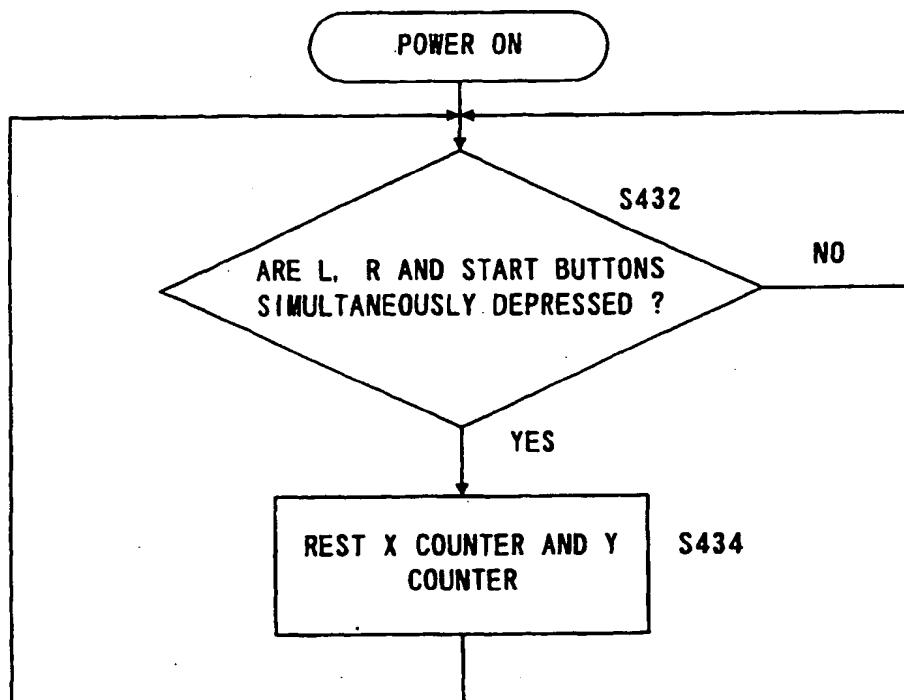 POWER ON
S432
ARE L, R AND START BUTTONS
SIMULTANEOUSLY DEPRESSED ?
NO
YES
REST X COUNTER AND Y
COUNTER
S434